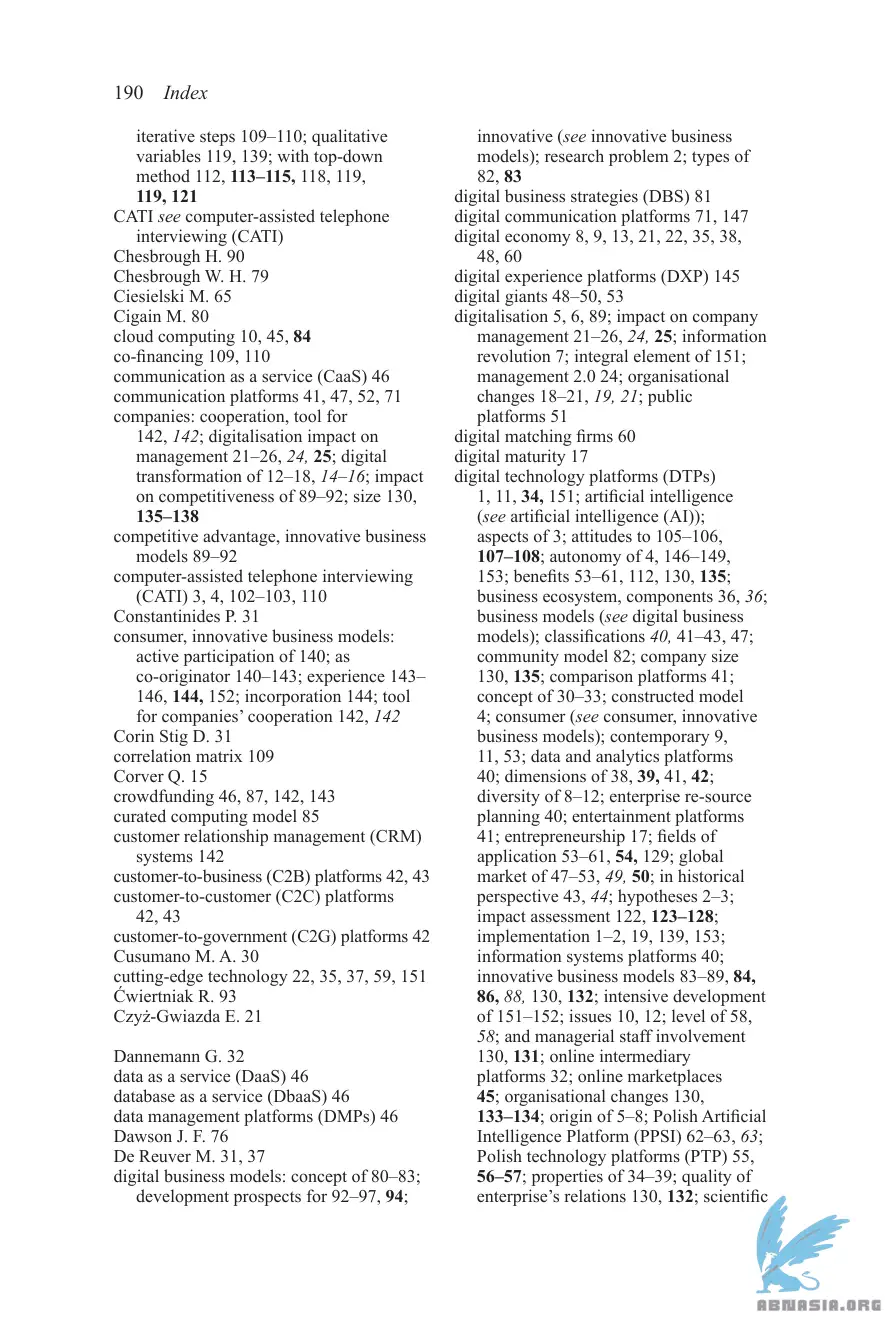 190 Index
iterative steps 109–110; qualitative
variables 119, 139; with top-down
method 112, 113–115, 118, 119,
119, 121
CATI see computer-assisted telephone
interviewing (CATI)
Chesbrough H. 90
Chesbrough W. H. 79
Ciesielski M. 65
Cigain M. 80
cloud computing 10, 45, 84
co-financing 109, 110
communication as a service (CaaS) 46
communication platforms 41, 47, 52, 71
companies: cooperation, tool for
142, 142; digitalisation impact on
management 21–26, 24, 25; digital
transformation of 12–18, 14–16; impact
on competitiveness of 89–92; size 130,
135–138
competitive advantage, innovative business
models 89–92
computer-assisted telephone interviewing
(CATI) 3, 4, 102–103, 110
Constantinides P. 31
consumer, innovative business models:
active participation of 140; as
co-originator 140–143; experience 143–
146, 144, 152; incorporation 144; tool
for companies’ cooperation 142, 142
Corin Stig D. 31
correlation matrix 109
Corver Q. 15
crowdfunding 46, 87, 142, 143
curated computing model 85
customer relationship management (CRM)
systems 142
customer-to-business (C2B) platforms 42, 43
customer-to-customer (C2C) platforms
42, 43
customer-to-government (C2G) platforms 42
Cusumano M. A. 30
cutting-edge technology 22, 35, 37, 59, 151
Ćwiertniak R. 93
Czyż-Gwiazda E. 21
Dannemann G. 32
data as a service (DaaS) 46
database as a service (DbaaS) 46
data management platforms (DMPs) 46
Dawson J. F. 76
De Reuver M. 31, 37
digital business models: concept of 80–83;
development prospects for 92–97, 94;
innovative (see innovative business
models); research problem 2; types of
82, 83
digital business strategies (DBS) 81
digital communication platforms 71, 147
digital economy 8, 9, 13, 21, 22, 35, 38,
48, 60
digital experience platforms (DXP) 145
digital giants 48–50, 53
digitalisation 5, 6, 89; impact on company
management 21–26, 24, 25; information
revolution 7; integral element of 151;
management 2.0 24; organisational
changes 18–21, 19, 21; public
platforms 51
digital matching firms 60
digital maturity 17
digital technology platforms (DTPs)
1, 11, 34, 151; artificial intelligence
(see artificial intelligence (AI));
aspects of 3; attitudes to 105–106,
107–108; autonomy of 4, 146–149,
153; benefits 53–61, 112, 130, 135;
business ecosystem, components 36, 36;
business models (see digital business
models); classifications 40, 41–43, 47;
community model 82; company size
130, 135; comparison platforms 41;
concept of 30–33; constructed model
4; consumer (see consumer, innovative
business models); contemporary 9,
11, 53; data and analytics platforms
40; dimensions of 38, 39, 41, 42;
diversity of 8–12; enterprise re-source
planning 40; entertainment platforms
41; entrepreneurship 17; fields of
application 53–61, 54, 129; global
market of 47–53, 49, 50; in historical
perspective 43, 44; hypotheses 2–3;
impact assessment 122, 123–128;
implementation 1–2, 19, 139, 153;
information systems platforms 40;
innovative business models 83–89, 84,
86, 88, 130, 132; intensive development
of 151–152; issues 10, 12; level of 58,
58; and managerial staff involvement
130, 131; online intermediary
platforms 32; online marketplaces
45; organisational changes 130,
133–134; origin of 5–8; Polish Artificial
Intelligence Platform (PPSI) 62–63, 63;
Polish technology platforms (PTP) 55,
56–57; properties of 34–39; quality of
enterprise’s relations 130, 132; scientific
ABNASIA.ORG